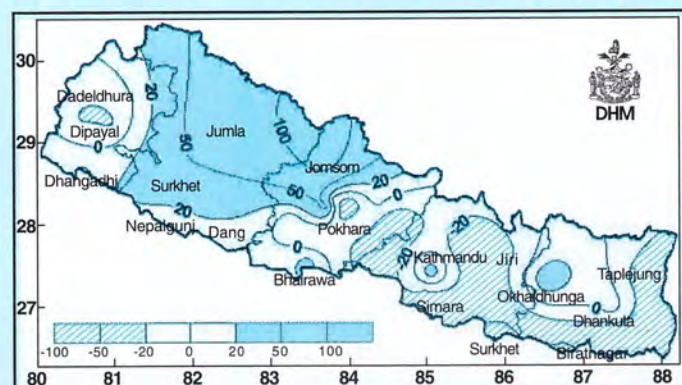 30
DHM
Dadeldhura
20
100
Dipayal
Jumla
50
29
0
Jomsom
Dhangadhi
Surkhet
50
20
0
28
20
Nepalgunj
Dang
Pokhara
-20
0
-20
Kathmandu
Jiri
Taplejung
Bhairawa
27
Simara
Okhaldhunga
0
Dhankuta
Surkhet
Biratnagar
-100 -50 -20 0 20 50 100
80 81 82 83 84 85 86 87 88